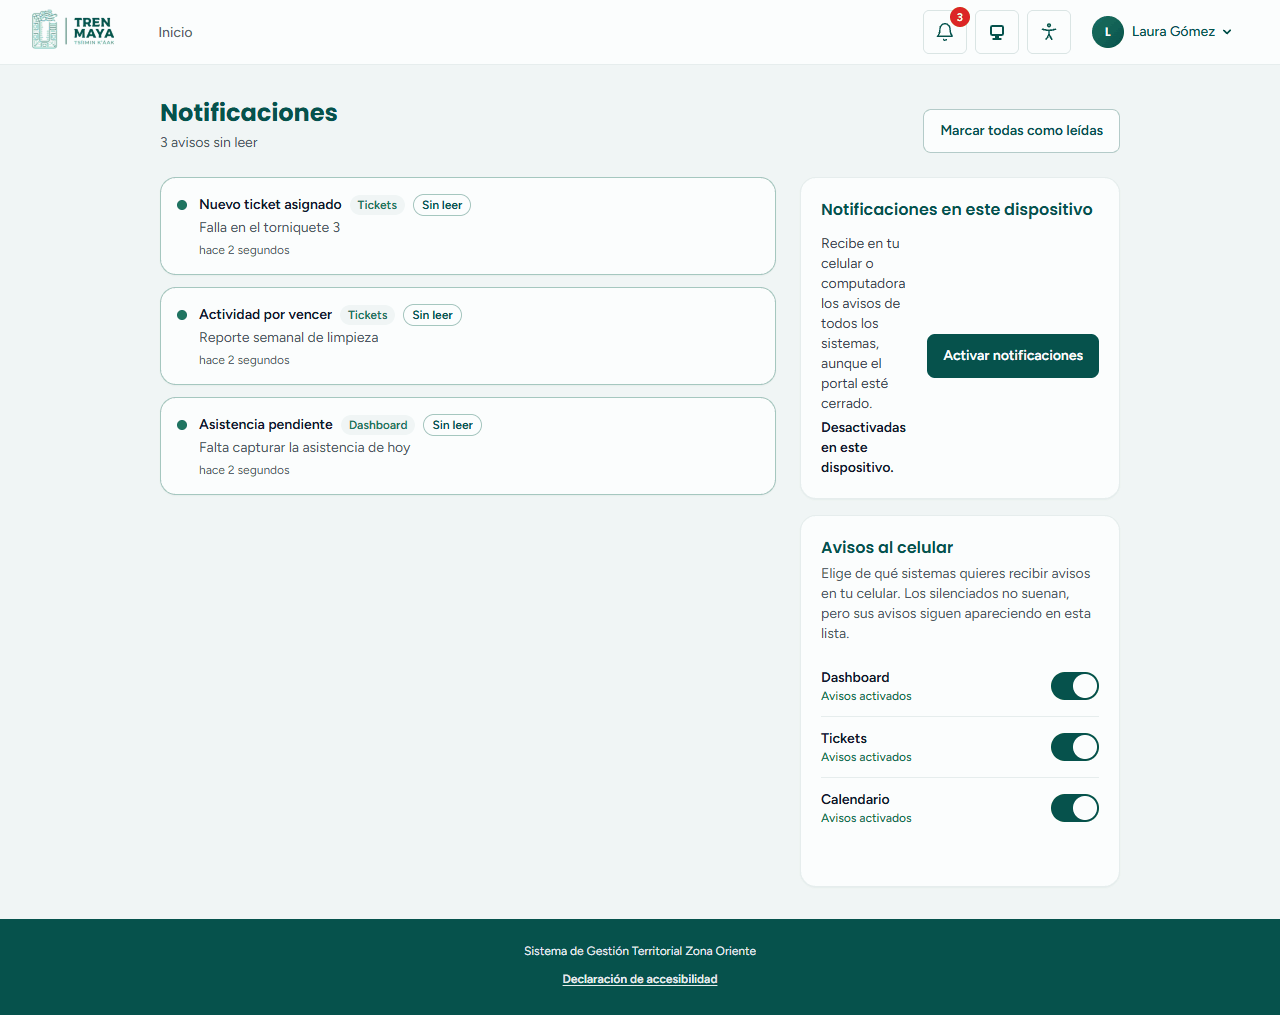 TREN
MAYA
TSÍIMIN K'ÁAK
Inicio
3
L
Laura Gómez
Notificaciones
3 avisos sin leer
Marcar todas como leídas
Nuevo ticket asignado Tickets Sin leer
Falla en el torniquete 3
hace 2 segundos
Actividad por vencer Tickets Sin leer
Reporte semanal de limpieza
hace 2 segundos
Asistencia pendiente Dashboard Sin leer
Falta capturar la asistencia de hoy
hace 2 segundos
Notificaciones en este dispositivo
Recibe en tu
celular o
computadora
los avisos de
todos los
sistemas,
aunque el
portal esté
cerrado.
Desactivadas
en este
dispositivo.
Activar notificaciones
Avisos al celular
Elige de qué sistemas quieres recibir avisos
en tu celular. Los silenciados no suenan,
pero sus avisos siguen apareciendo en esta
lista.
Dashboard
Avisos activados
Tickets
Avisos activados
Calendario
Avisos activados
Sistema de Gestión Territorial Zona Oriente
Declaración de accesibilidad